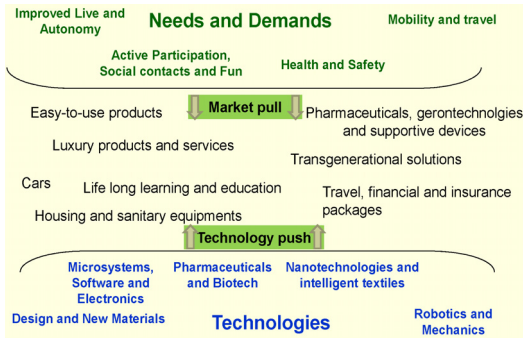 Improved Live and
Autonomy
Needs and Demands
Mobility and travel
Active Participation,
Social contacts and Fun
Health and Safety
Easy-to-use products
Market pull
Pharmaceuticals, gerontechnolgies
and supportive devices
Luxury products and services
Transgenerational solutions
Cars
Life long learning and education
Travel, financial and insurance
packages
Housing and sanitary equipments
Technology push
Microsystems,
Software and
Electronics
Pharmaceuticals
and Biotech
Nanotechnologies and
intelligent textiles
Design and New Materials
Technologies
Robotics and
Mechanics